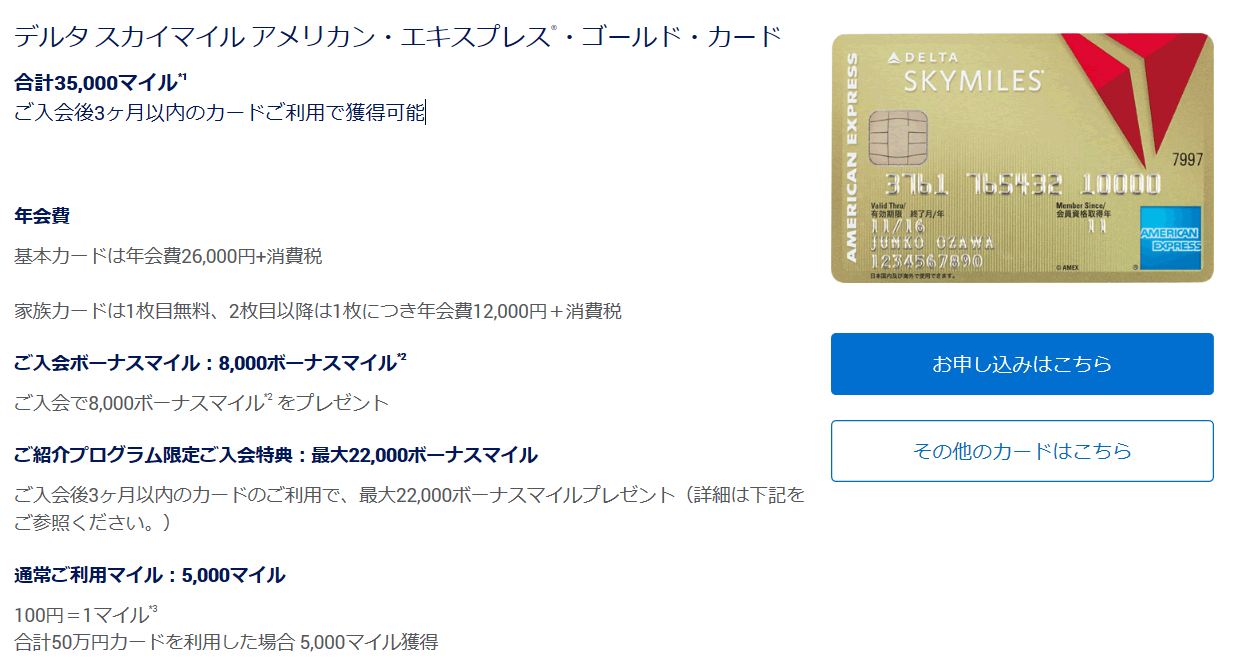 デルタ スカイマイル アメリカン・エキスプレス®・ゴールド・カード
合計35,000マイル*1
ご入会後3ヶ月以内のカードご利用で獲得可能
年会費
基本カードは年会費26,000円+消費税
家族カードは1枚目無料、2枚目以降は1枚につき年会費12,000円＋消費税
ご入会ボーナスマイル：8,000ボーナスマイル*2
ご入会で8,000ボーナスマイル*2 をプレゼント
ご紹介プログラム限定ご入会特典：最大22,000ボーナスマイル
ご入会後3ヶ月以内のカードのご利用で、最大22,000ボーナスマイルプレゼント（詳細は下記を
ご参照ください。）
通常ご利用マイル：5,000マイル
100円＝1マイル*3
合計50万円カードを利用した場合 5,000マイル獲得
AMERICAN EXPRESS
DELTA
SKYMILES®
7997
3761 765432 10000
Valid Thru/
有効期限 終了月/年
Member Since/
会員資格取得年
11/16
11
JUNKO OZAWA
1234567890
日本国内及び海外で使用できます。
© AMEX
®
AMERICAN
EXPRESS
お申し込みはこちら
その他のカードはこちら